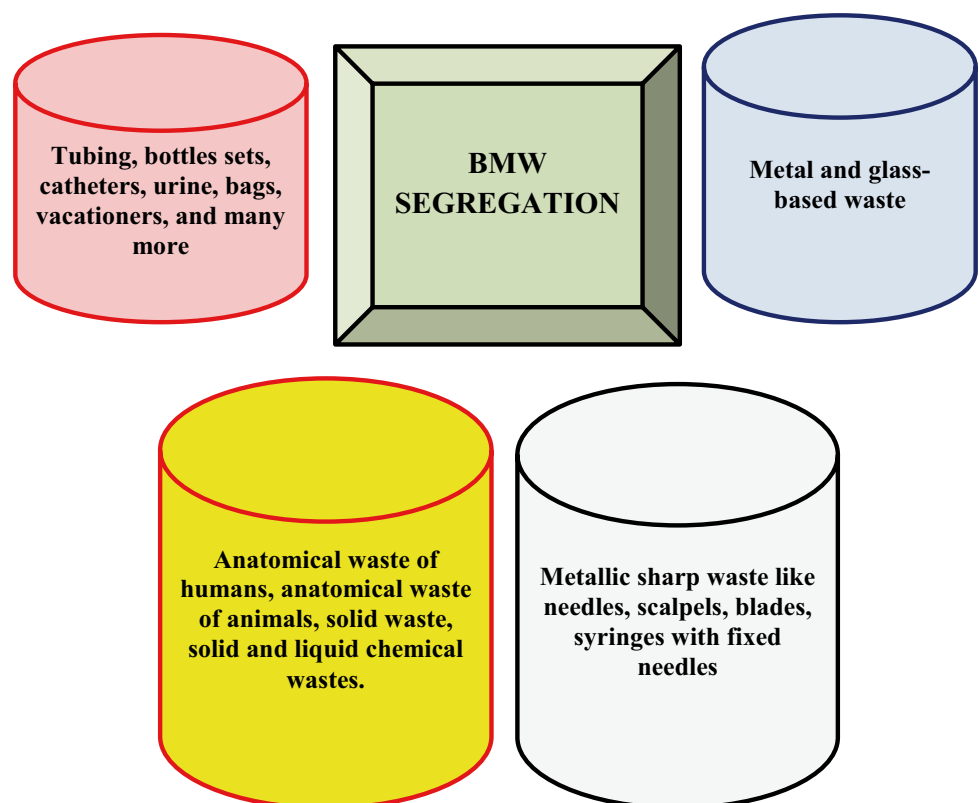 Tubing, bottles sets,
catheters, urine, bags,
vacationers, and many
more
BMW
SEGREGATION
Metal and glass-
based waste
Anatomical waste of
humans, anatomical waste
of animals, solid waste,
solid and liquid chemical
wastes.
Metallic sharp waste like
needles, scalpels, blades,
syringes with fixed
needles